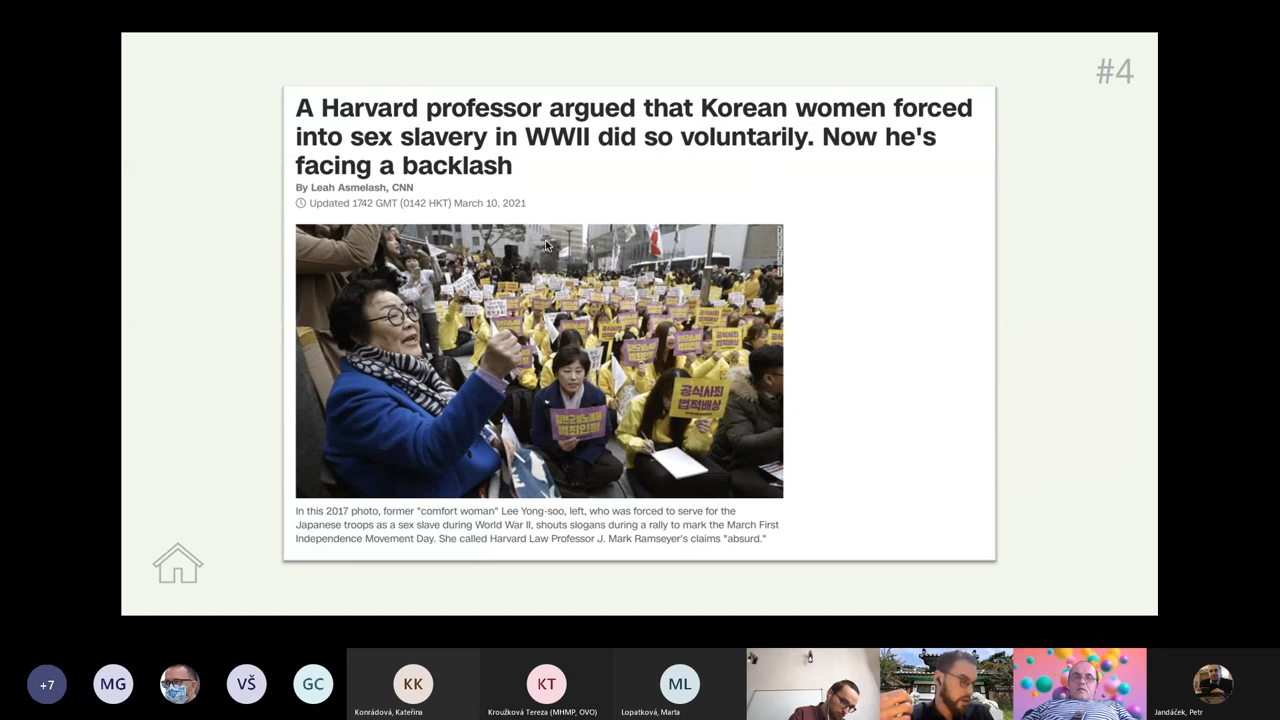 #4
A Harvard professor argued that Korean women forced
into sex slavery in WWII did so voluntarily. Now he's
facing a backlash
By Leah Asmelash, CNN
Updated 1742 GMT (0142 HKT) March 10, 2021
공식사죄
법적배상
범죄인정
In this 2017 photo, former "comfort woman" Lee Yong-soo, left, who was forced to serve for the
Japanese troops as a sex slave during World War II, shouts slogans during a rally to mark the March First
Independence Movement Day. She called Harvard Law Professor J. Mark Ramseyer's claims "absurd."
+7
MG
VŠ
GC
KK
KT
ML
Konrádová, Kateřina
Kroužková Tereza (MHMP, OVO)
Lopatková, Marta
Jandáček, Petr